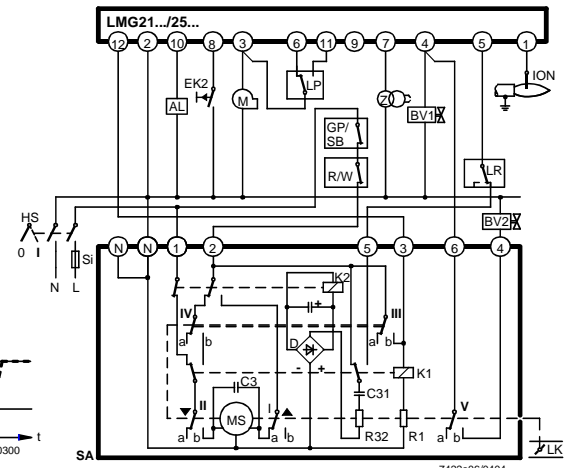 LMG21.../25...
12 2 10 8 3 6 11 9 7 4 5 1
EK2
LP
ION
AL
M
Z
BV1
GP/
SB
R/W
LR
HS
0 I
Si
N L
BV2
N N 1 2 5 3 6 4
K2
IV
III
a b
a b
D
- +
+
K1
C3
C31
II
MS
I
V
a b
a b
R32
R1
a b
LK
SA
t
0300